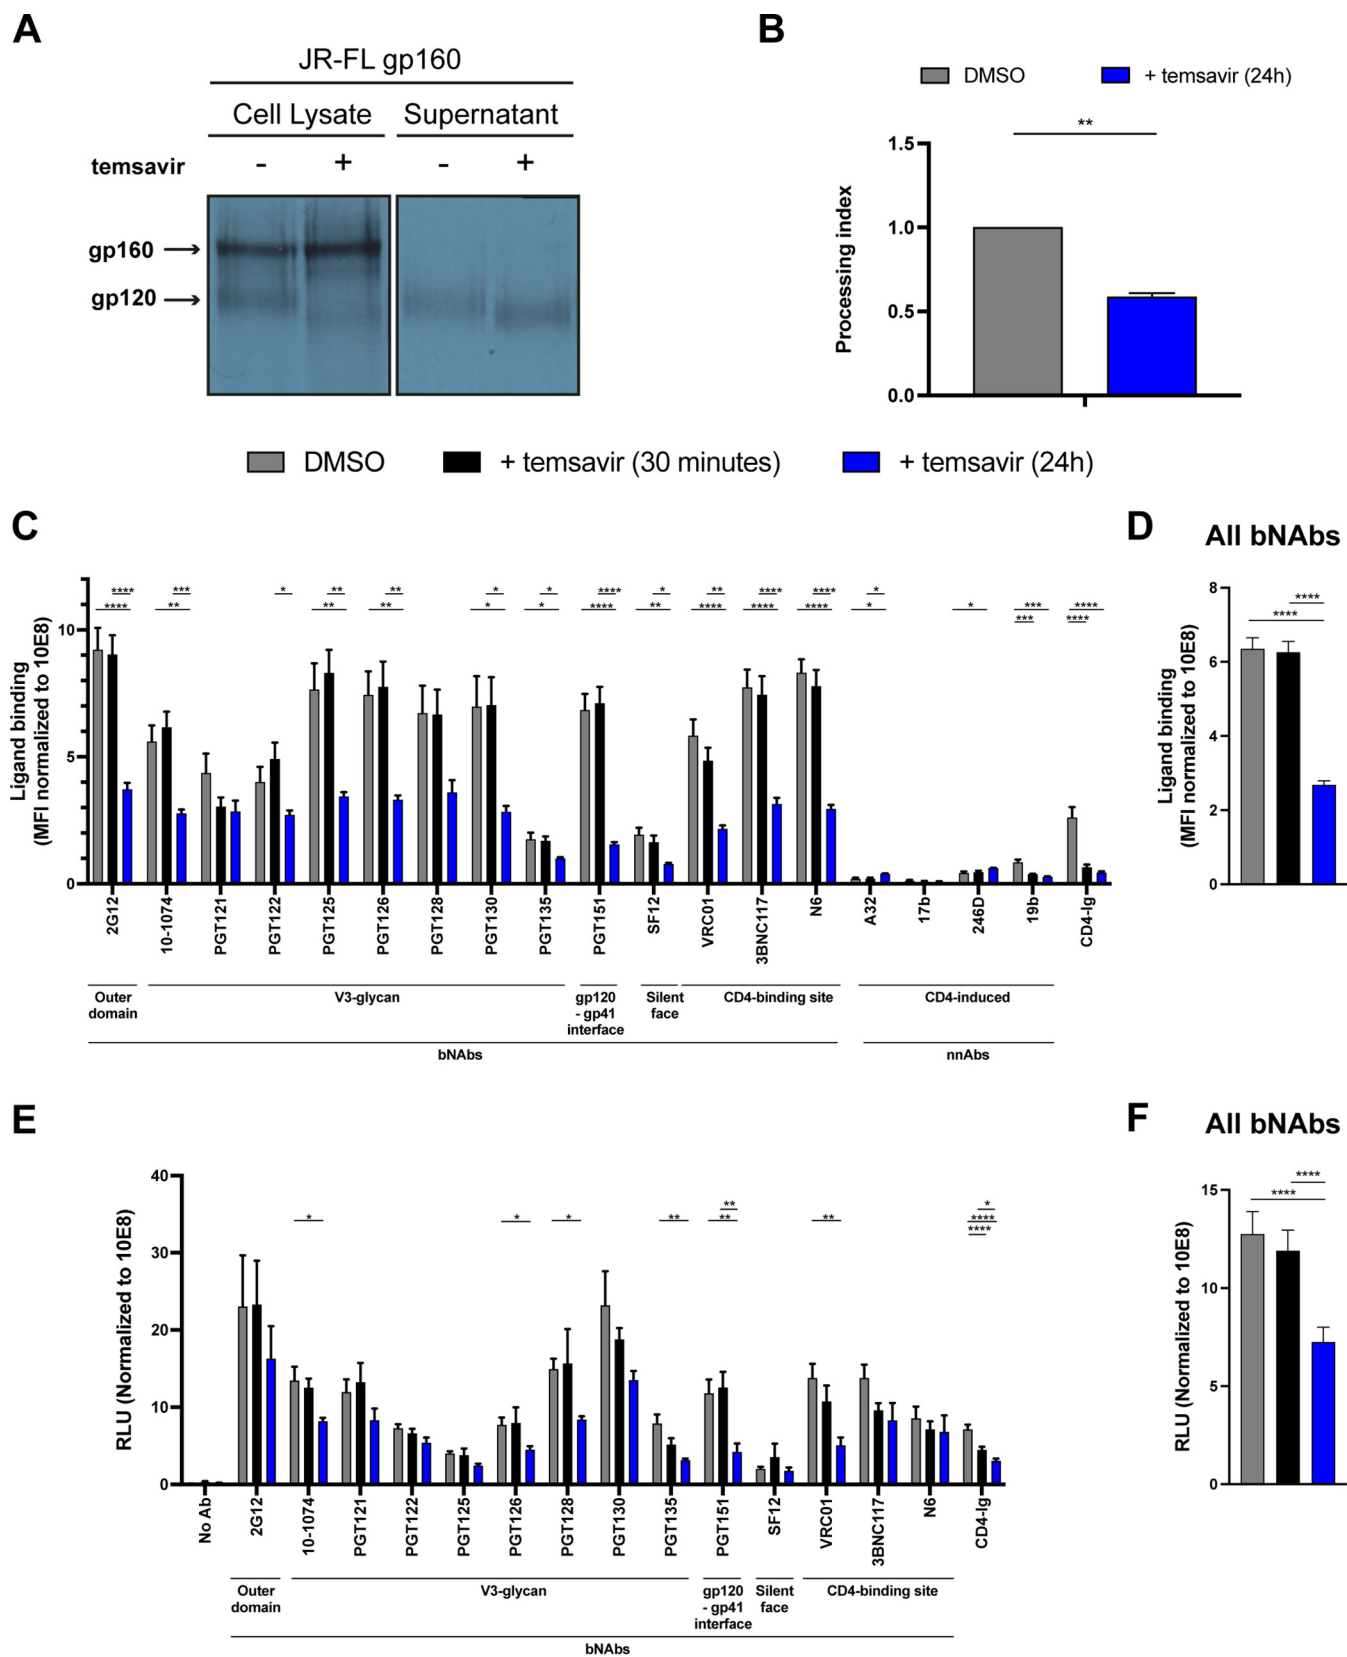 A
JR-FL gp160
Cell Lysate Supernatant
temsavir - + - +
gp160
gp120
B
DMSO + temsavir (24h)
**
Processing index
1.5
1.0
0.5
0.0
DMSO + temsavir (30 minutes) + temsavir (24h)
C
Ligand binding
(MFI normalized to 10E8)
10
5
0
**** *** * ** ** * * **** * ** **** **** *
**** ** ** ** * * **** ** **** **** **** * * *** ****
*** ****
2G12 10-1074 PGT121 PGT122 PGT125 PGT126 PGT128 PGT130 PGT135 PGT151 SF12 VRC01 3BNC117 N6 A32 17b 246D 19b CD4-Ig
Outer
domain
V3-glycan
gp120
- gp41
interface
Silent
face
CD4-binding site
CD4-induced
bNAbs
nnAbs
D
All bNAbs
Ligand binding
(MFI normalized to 10E8)
8
6
4
2
0
****
****
E
RLU (Normalized to 10E8)
40
30
20
10
0
** *
* * * ** ** ** ****
****
No Ab 2G12 10-1074 PGT121 PGT122 PGT125 PGT126 PGT128 PGT130 PGT135 PGT151 SF12 VRC01 3BNC117 N6 CD4-Ig
Outer
domain
V3-glycan
gp120
- gp41
interface
Silent
face
CD4-binding site
bNAbs
F
All bNAbs
RLU (Normalized to 10E8)
15
10
5
0
****
****